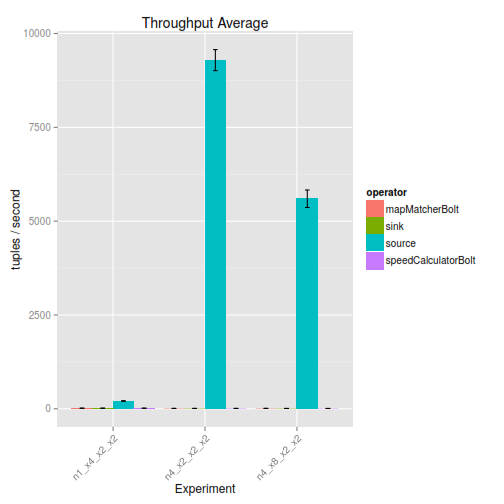 Throughput Average
10000
7500
5000
2500
0
tuples / second
n1_x4_x2_x2
n4_x2_x2_x2
n4_x8_x2_x2
Experiment
operator
mapMatcherBolt
sink
source
speedCalculatorBolt